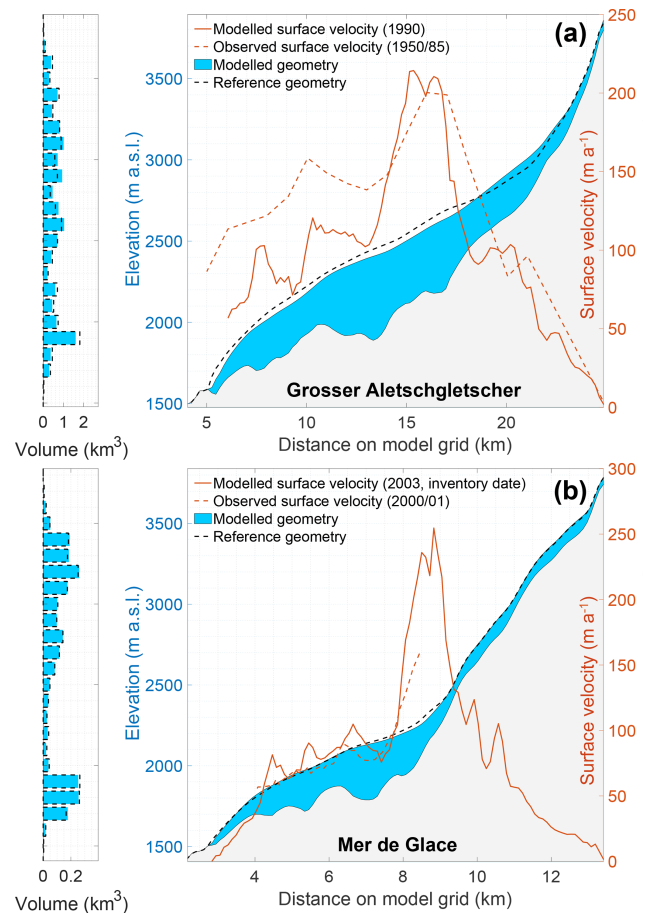 (a)
Modelled surface velocity (1990)
Observed surface velocity (1950/85)
Modelled geometry
Reference geometry
Elevation (m a.s.l.)
3500
3000
2500
2000
1500
Surface velocity (m a-1)
250
200
150
100
50
0
Grosser Aletschgletscher
5 10 15 20
Distance on model grid (km)
0 1 2
Volume (km3)
(b)
Modelled surface velocity (2003, inventory date)
Observed surface velocity (2000/01)
Modelled geometry
Reference geometry
Elevation (m a.s.l.)
3500
3000
2500
2000
1500
Surface velocity (m a-1)
300
250
200
150
100
50
0
Mer de Glace
4 6 8 10 12
Distance on model grid (km)
0 0.2
Volume (km3)